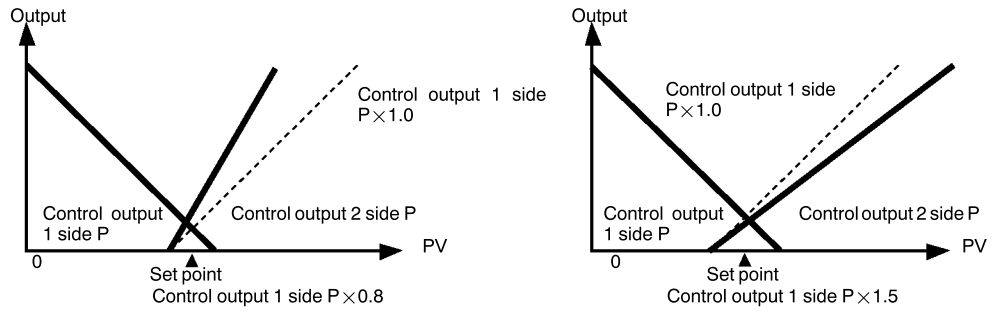 Output
Control output 1 side
P×1.0
Control output
1 side P
Control output 2 side P
PV
0
Set point
Control output 1 side P×0.8
Output
Control output 1 side
P×1.0
Control output
1 side P
Control output 2 side P
PV
0
Set point
Control output 1 side P×1.5